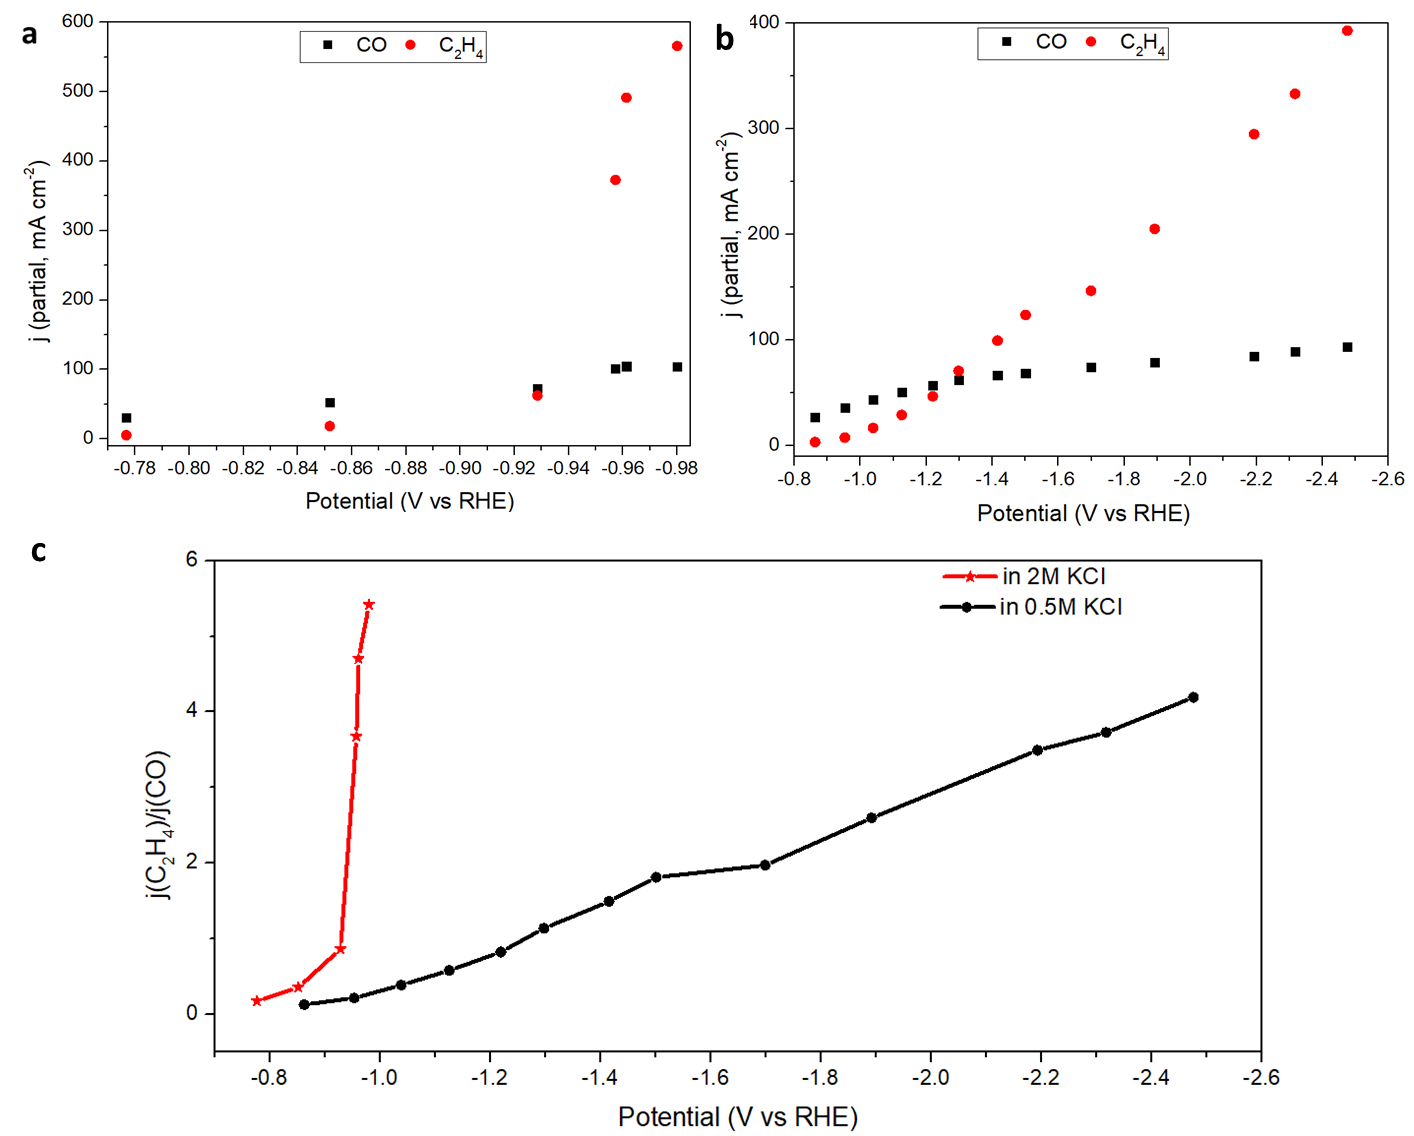 a
CO C₂H₄
600
500
400
300
200
100
0
j (partial, mA cm⁻²)
-0.78 -0.80 -0.82 -0.84 -0.86 -0.88 -0.90 -0.92 -0.94 -0.96 -0.98
Potential (V vs RHE)
b
CO C₂H₄
400
300
200
100
0
j (partial, mA cm⁻²)
-0.8 -1.0 -1.2 -1.4 -1.6 -1.8 -2.0 -2.2 -2.4 -2.6
Potential (V vs RHE)
c
in 2M KCl
in 0.5M KCl
6
4
2
0
j(C₂H₄)/j(CO)
-0.8 -1.0 -1.2 -1.4 -1.6 -1.8 -2.0 -2.2 -2.4 -2.6
Potential (V vs RHE)